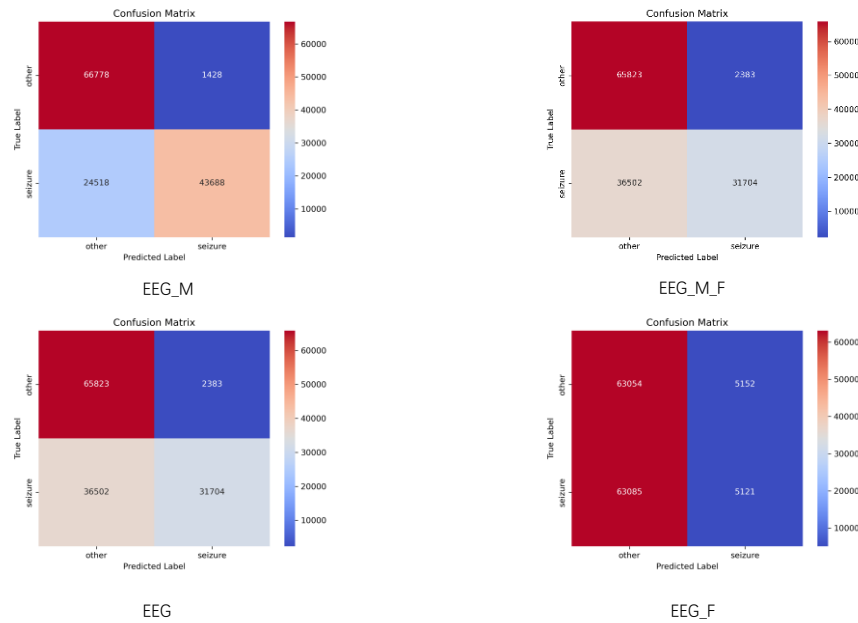 Confusion Matrix
other
66778
1428
True Label
seizure
24518
43688
other
seizure
Predicted Label
60000
50000
40000
30000
20000
10000
EEG_M
Confusion Matrix
other
65823
2383
True Label
seizure
36502
31704
other
seizure
Predicted Label
60000
50000
40000
30000
20000
10000
EEG_M_F
Confusion Matrix
other
65823
2383
True Label
seizure
36502
31704
other
seizure
Predicted Label
60000
50000
40000
30000
20000
10000
EEG
Confusion Matrix
other
63054
5152
True Label
seizure
63085
5121
other
seizure
Predicted Label
60000
50000
40000
30000
20000
10000
EEG_F